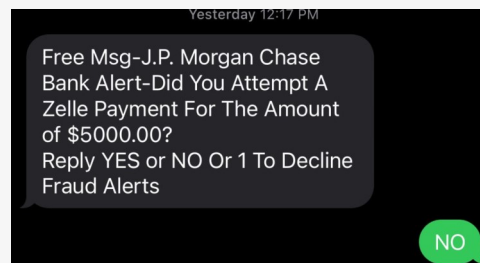 Yesterday 12:17 PM
Free Msg-J.P. Morgan Chase
Bank Alert-Did You Attempt A
Zelle Payment For The Amount
of $5000.00?
Reply YES or NO Or 1 To Decline
Fraud Alerts
NO